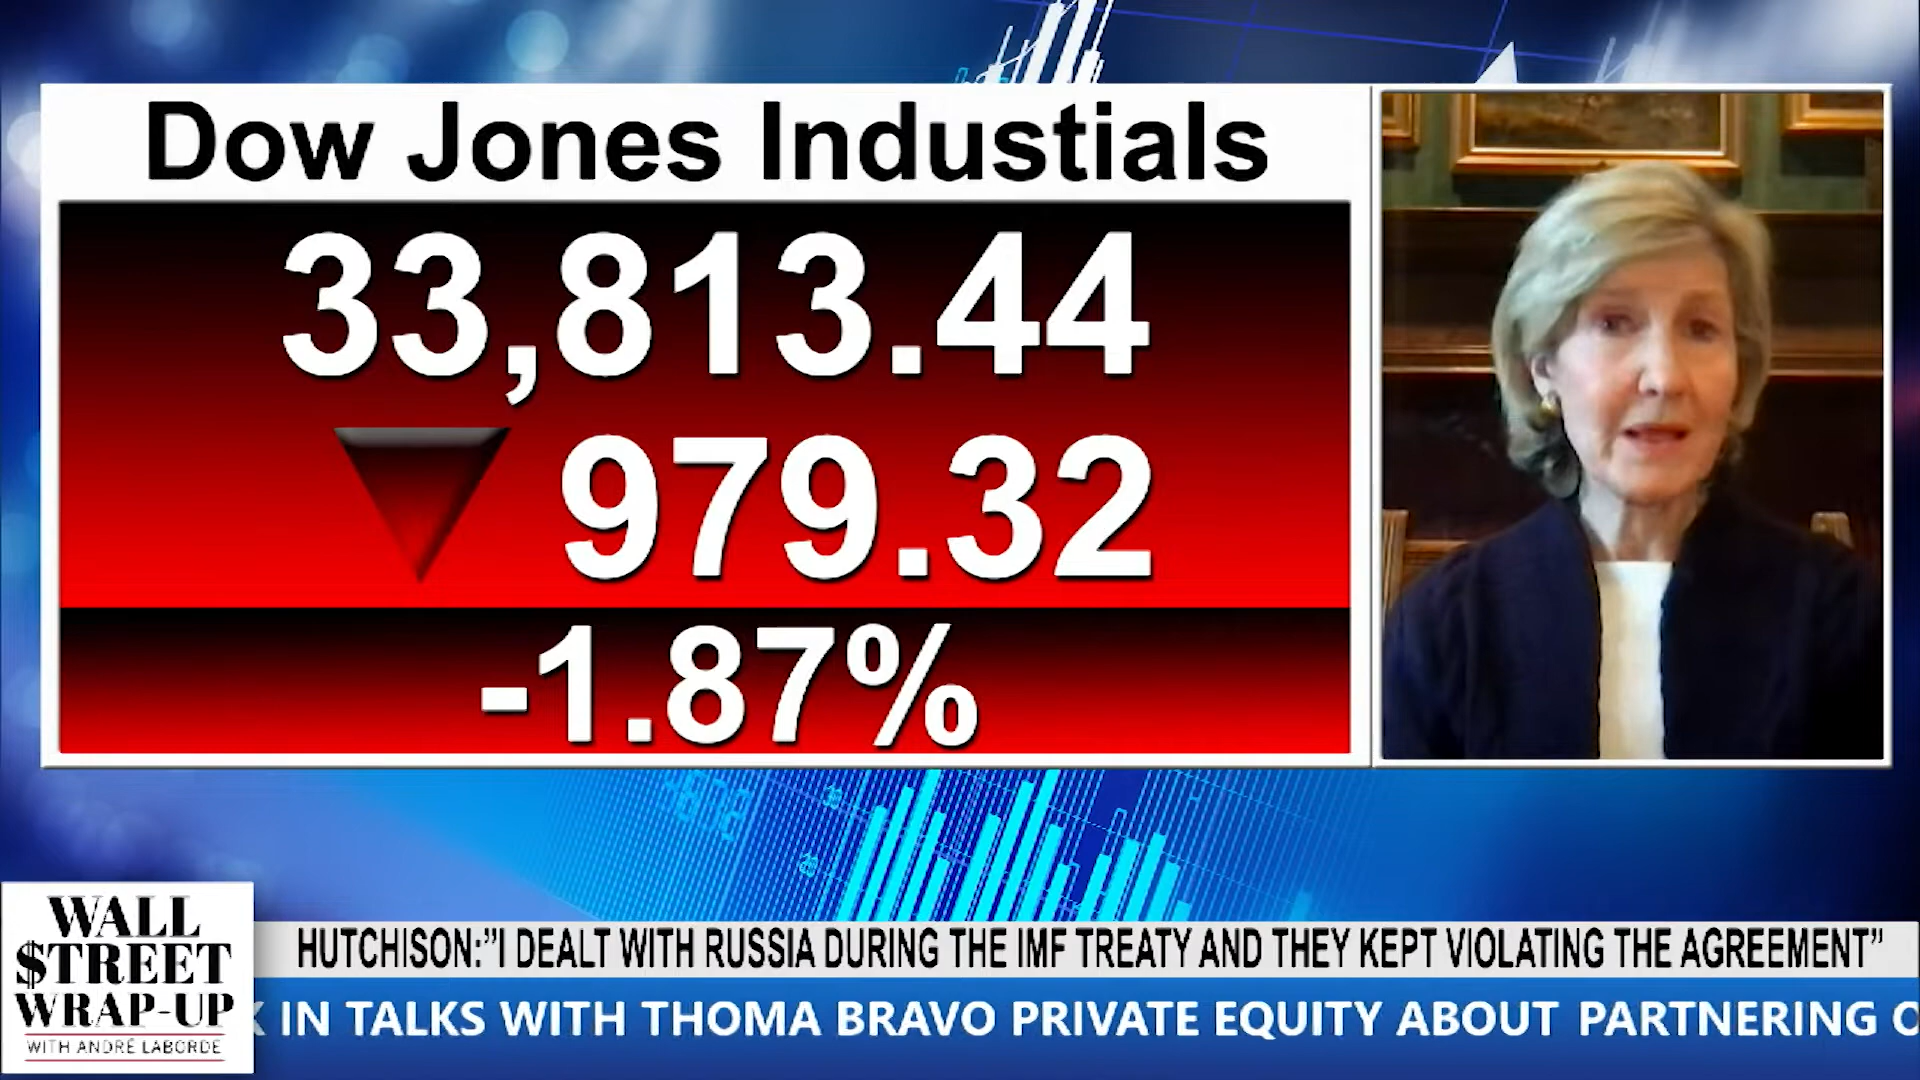 Dow Jones Industials
33,813.44
979.32
-1.87%
WALL
$TREET
WRAP-UP
WITH ANDRÉ LABORDE
HUTCHISON:”I DEALT WITH RUSSIA DURING THE IMF TREATY AND THEY KEPT VIOLATING THE AGREEMENT”
K IN TALKS WITH THOMA BRAVO PRIVATE EQUITY ABOUT PARTNERING O